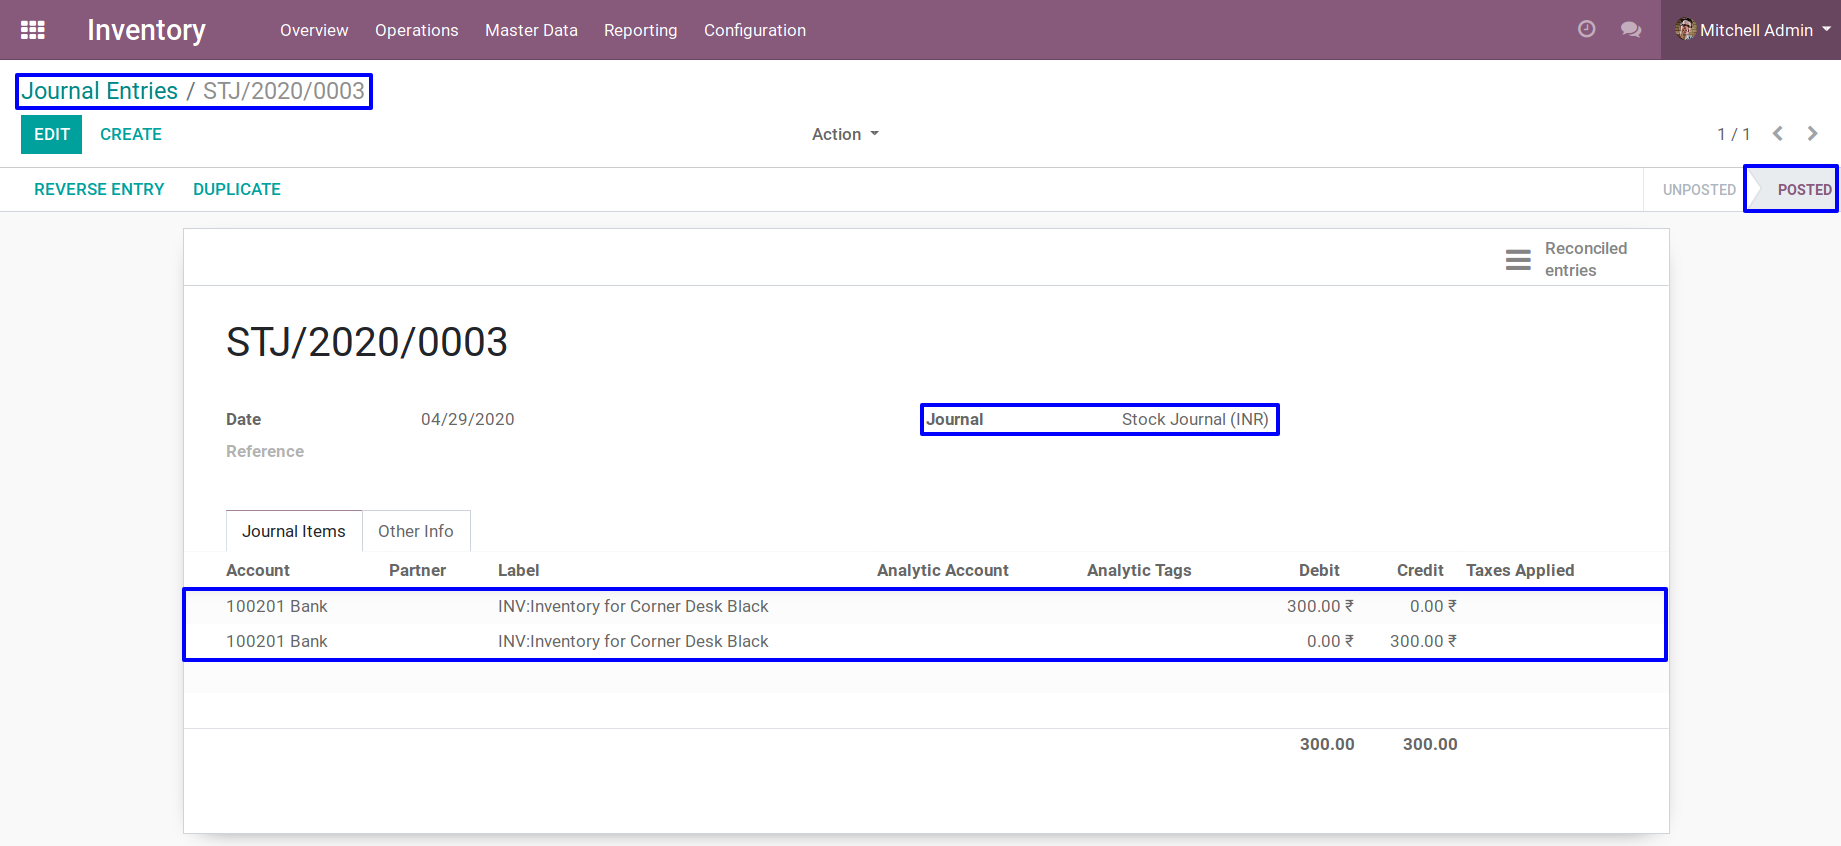 Inventory Overview Operations Master Data Reporting Configuration Mitchell Admin
Journal Entries / STJ/2020/0003
EDIT CREATE Action 1 / 1
REVERSE ENTRY DUPLICATE UNPOSTED POSTED
Reconciled
entries
STJ/2020/0003
Date 04/29/2020 Journal Stock Journal (INR)
Reference
Journal Items Other Info
Account Partner Label Analytic Account Analytic Tags Debit Credit Taxes Applied
100201 Bank INV:Inventory for Corner Desk Black 300.00 ₹ 0.00 ₹
100201 Bank INV:Inventory for Corner Desk Black 0.00 ₹ 300.00 ₹
300.00 300.00